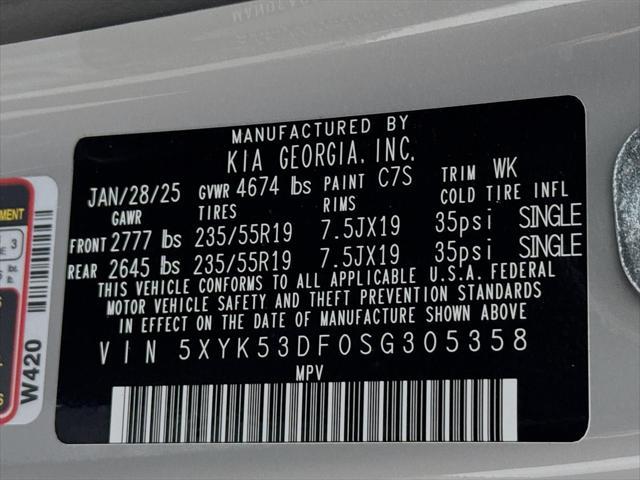 MANUFACTURED BY
KIA GEORGIA, INC.
JAN/28/25 GVWR 4674 lbs PAINT C7S TRIM WK
GAWR TIRES RIMS COLD TIRE INFL
FRONT 2777 lbs 235/55R19 7.5JX19 35psi SINGLE
REAR 2645 lbs 235/55R19 7.5JX19 35psi SINGLE
THIS VEHICLE CONFORMS TO ALL APPLICABLE U.S.A. FEDERAL
MOTOR VEHICLE SAFETY AND THEFT PREVENTION STANDARDS
IN EFFECT ON THE DATE OF MANUFACTURE SHOWN ABOVE
VIN 5XYK53DF0SG305358
MPV
W420
3